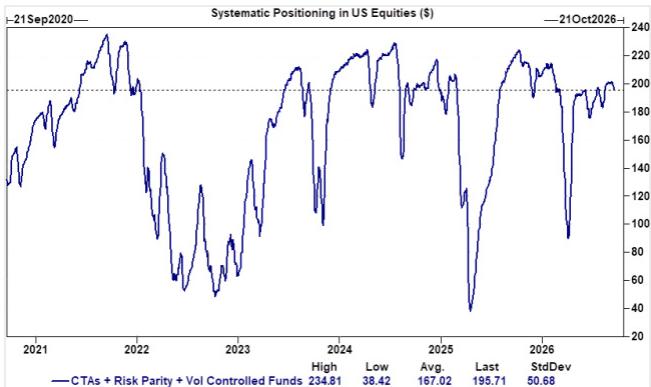 Systematic Positioning in US Equities ($)
21Sep2020
21Oct2026
240
220
200
180
160
140
120
100
80
60
40
20
2021 2022 2023 2024 2025 2026
High Low Avg. Last StdDev
CTAs + Risk Parity + Vol Controlled Funds 234.81 38.42 167.02 195.71 50.68